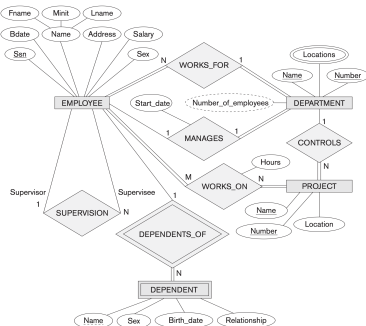 Fname Minit Lname
Bdate Name Address Salary
Ssn Sex
Locations
Name Number
N WORKS_FOR 1
Start_date Number_of_employees
EMPLOYEE DEPARTMENT
1 MANAGES 1
1
CONTROLS
Hours
M WORKS_ON N
N
PROJECT
Supervisor Supervisee
1 SUPERVISION N
1
Name
Number Location
DEPENDENTS_OF
N
DEPENDENT
Name Sex Birth_date Relationship